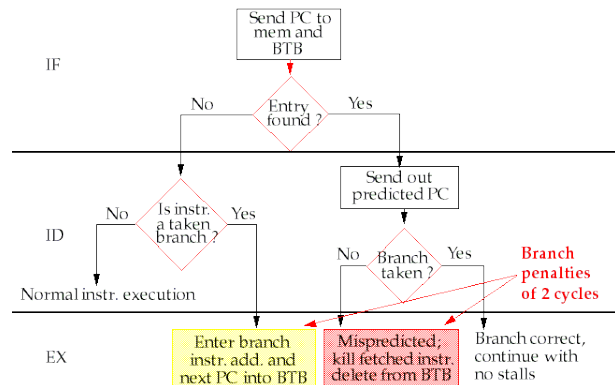 Send PC to
mem and
BTB
IF
No
Entry
found ?
Yes
Send out
predicted PC
ID
No
Is instr.
a taken
branch ?
Yes
No
Branch
taken ?
Yes
Branch
penalties
of 2 cycles
Normal instr. execution
EX
Enter branch
instr. add. and
next PC into BTB
Mispredicted;
kill fetched instr.
delete from BTB
Branch correct,
continue with
no stalls